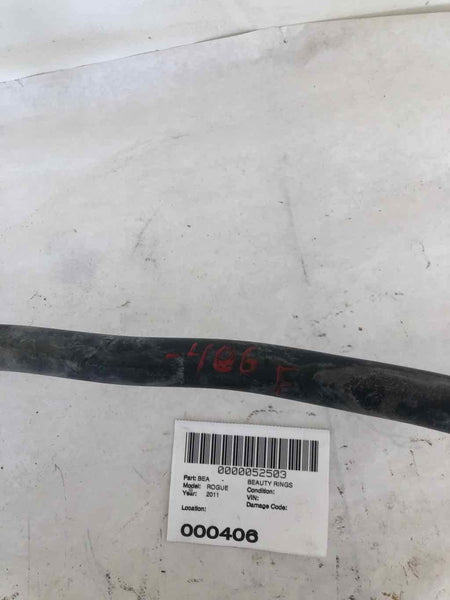 -406 F
0000052503
Part: BEA BEAUTY RINGS
Model: ROGUE Condition:
Year: 2011 VIN:
Damage Code:
Location:
000406